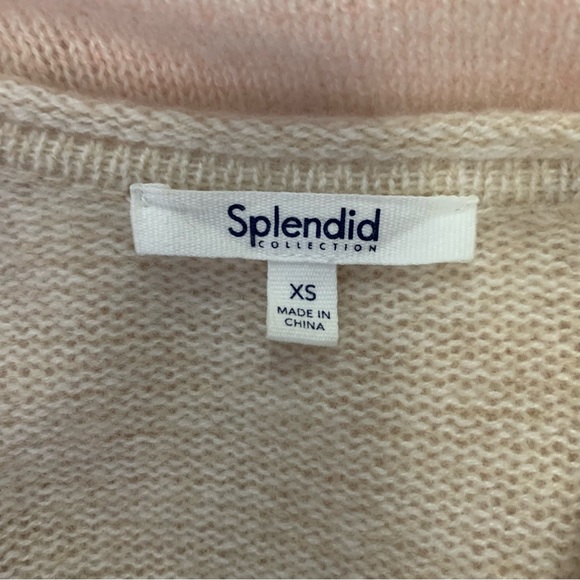 Splendid
COLLECTION
XS
MADE IN
CHINA